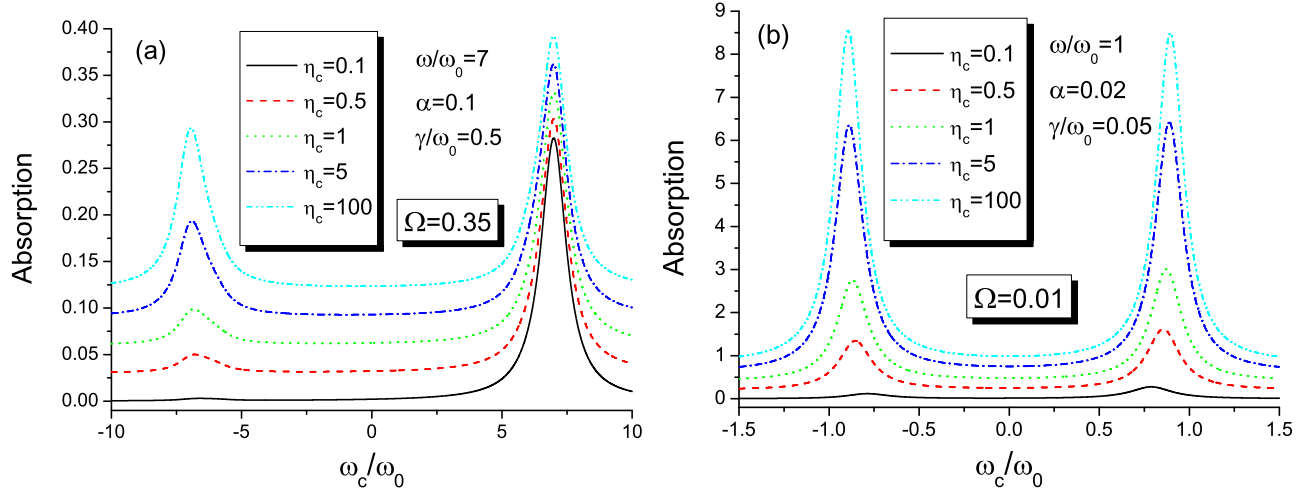 (a)
η_c=0.1
η_c=0.5
η_c=1
η_c=5
η_c=100
ω/ω_0=7
α=0.1
γ/ω_0=0.5
Ω=0.35
Absorption
0.40
0.35
0.30
0.25
0.20
0.15
0.10
0.05
0.00
-10 -5 0 5 10
ω_c/ω_0
(b)
η_c=0.1
η_c=0.5
η_c=1
η_c=5
η_c=100
ω/ω_0=1
α=0.02
γ/ω_0=0.05
Ω=0.01
Absorption
9
8
7
6
5
4
3
2
1
0
-1.5 -1.0 -0.5 0.0 0.5 1.0 1.5
ω_c/ω_0